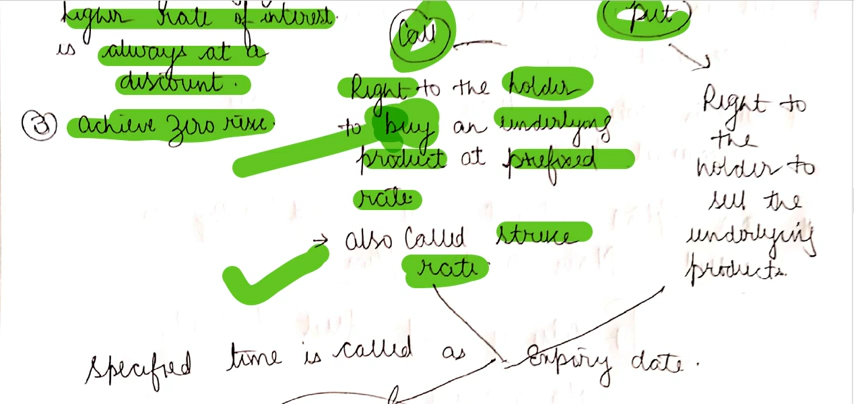 higher rate of interest.
is always at a
discount.
③ achieve zero risk.
Call
Right to the holder
to buy an underlying
product at prefixed
rate.
→ also called strike
rate.
Put
Right to
the
holder to
sell the
underlying
products.
Specified time is called as Expiry date.